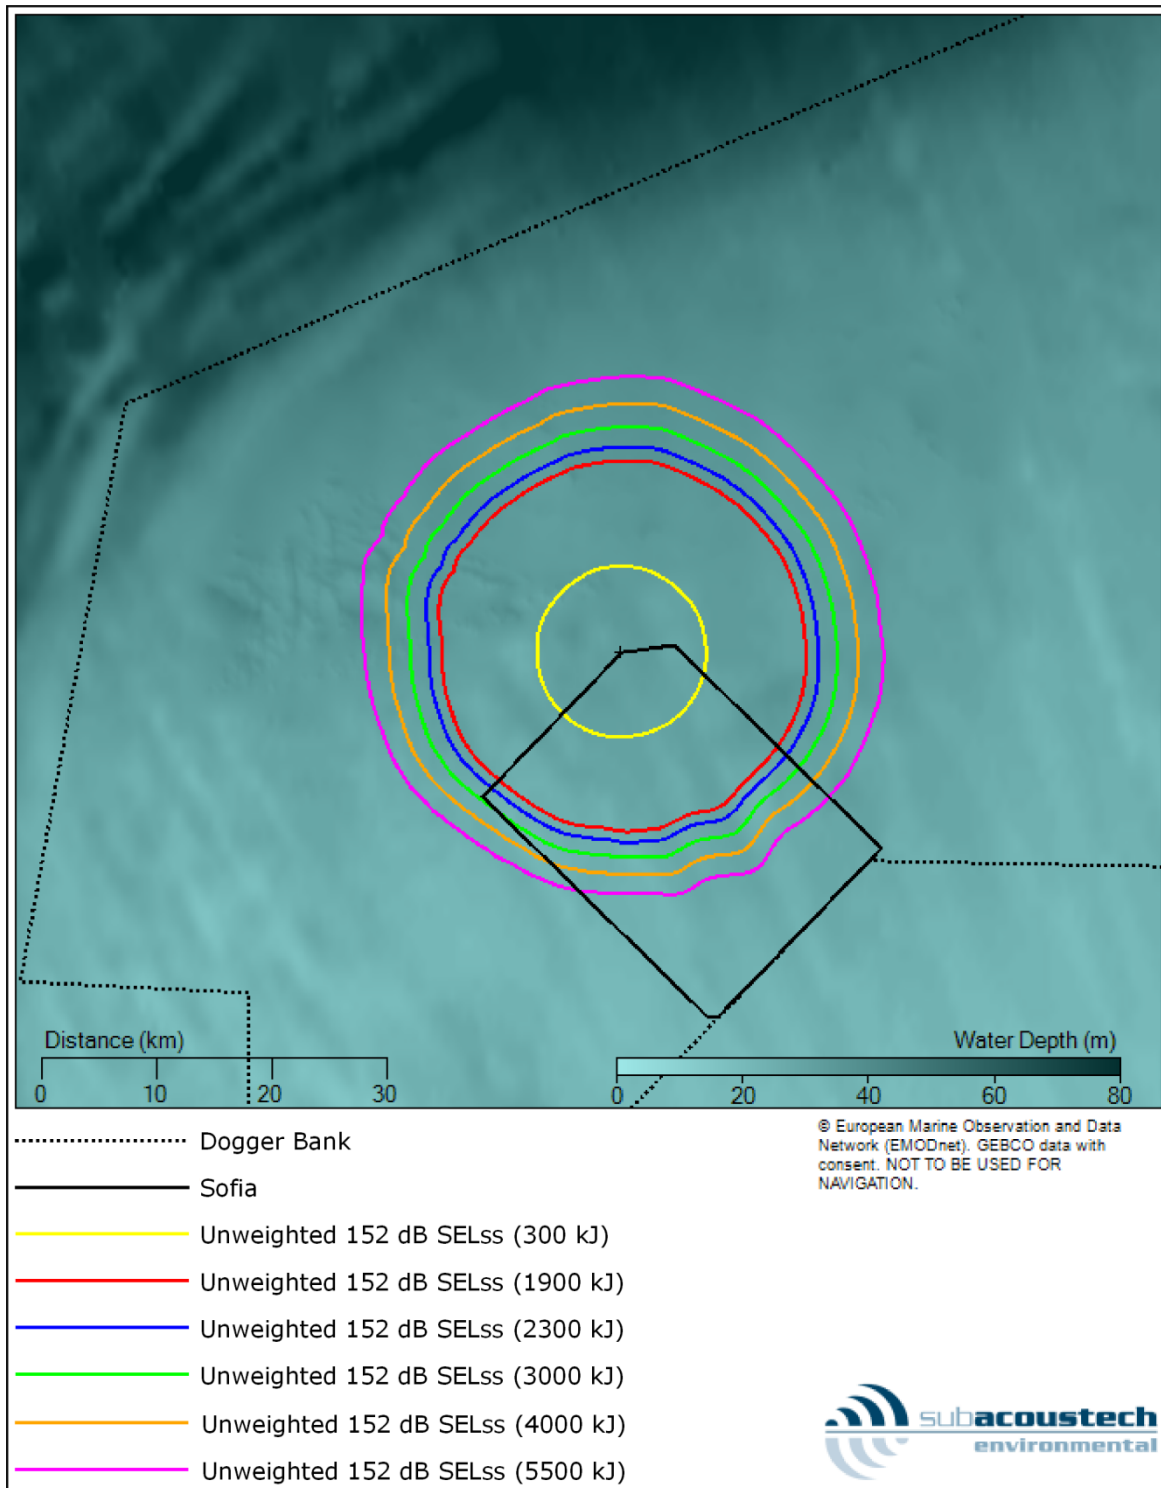 Distance (km)
0 10 20 30
Water Depth (m)
0 20 40 60 80
© European Marine Observation and Data
Network (EMODnet). GEBCO data with
consent. NOT TO BE USED FOR
NAVIGATION.
Dogger Bank
Sofia
Unweighted 152 dB SELss (300 kJ)
Unweighted 152 dB SELss (1900 kJ)
Unweighted 152 dB SELss (2300 kJ)
Unweighted 152 dB SELss (3000 kJ)
Unweighted 152 dB SELss (4000 kJ)
Unweighted 152 dB SELss (5500 kJ)
subacoustech
environmental